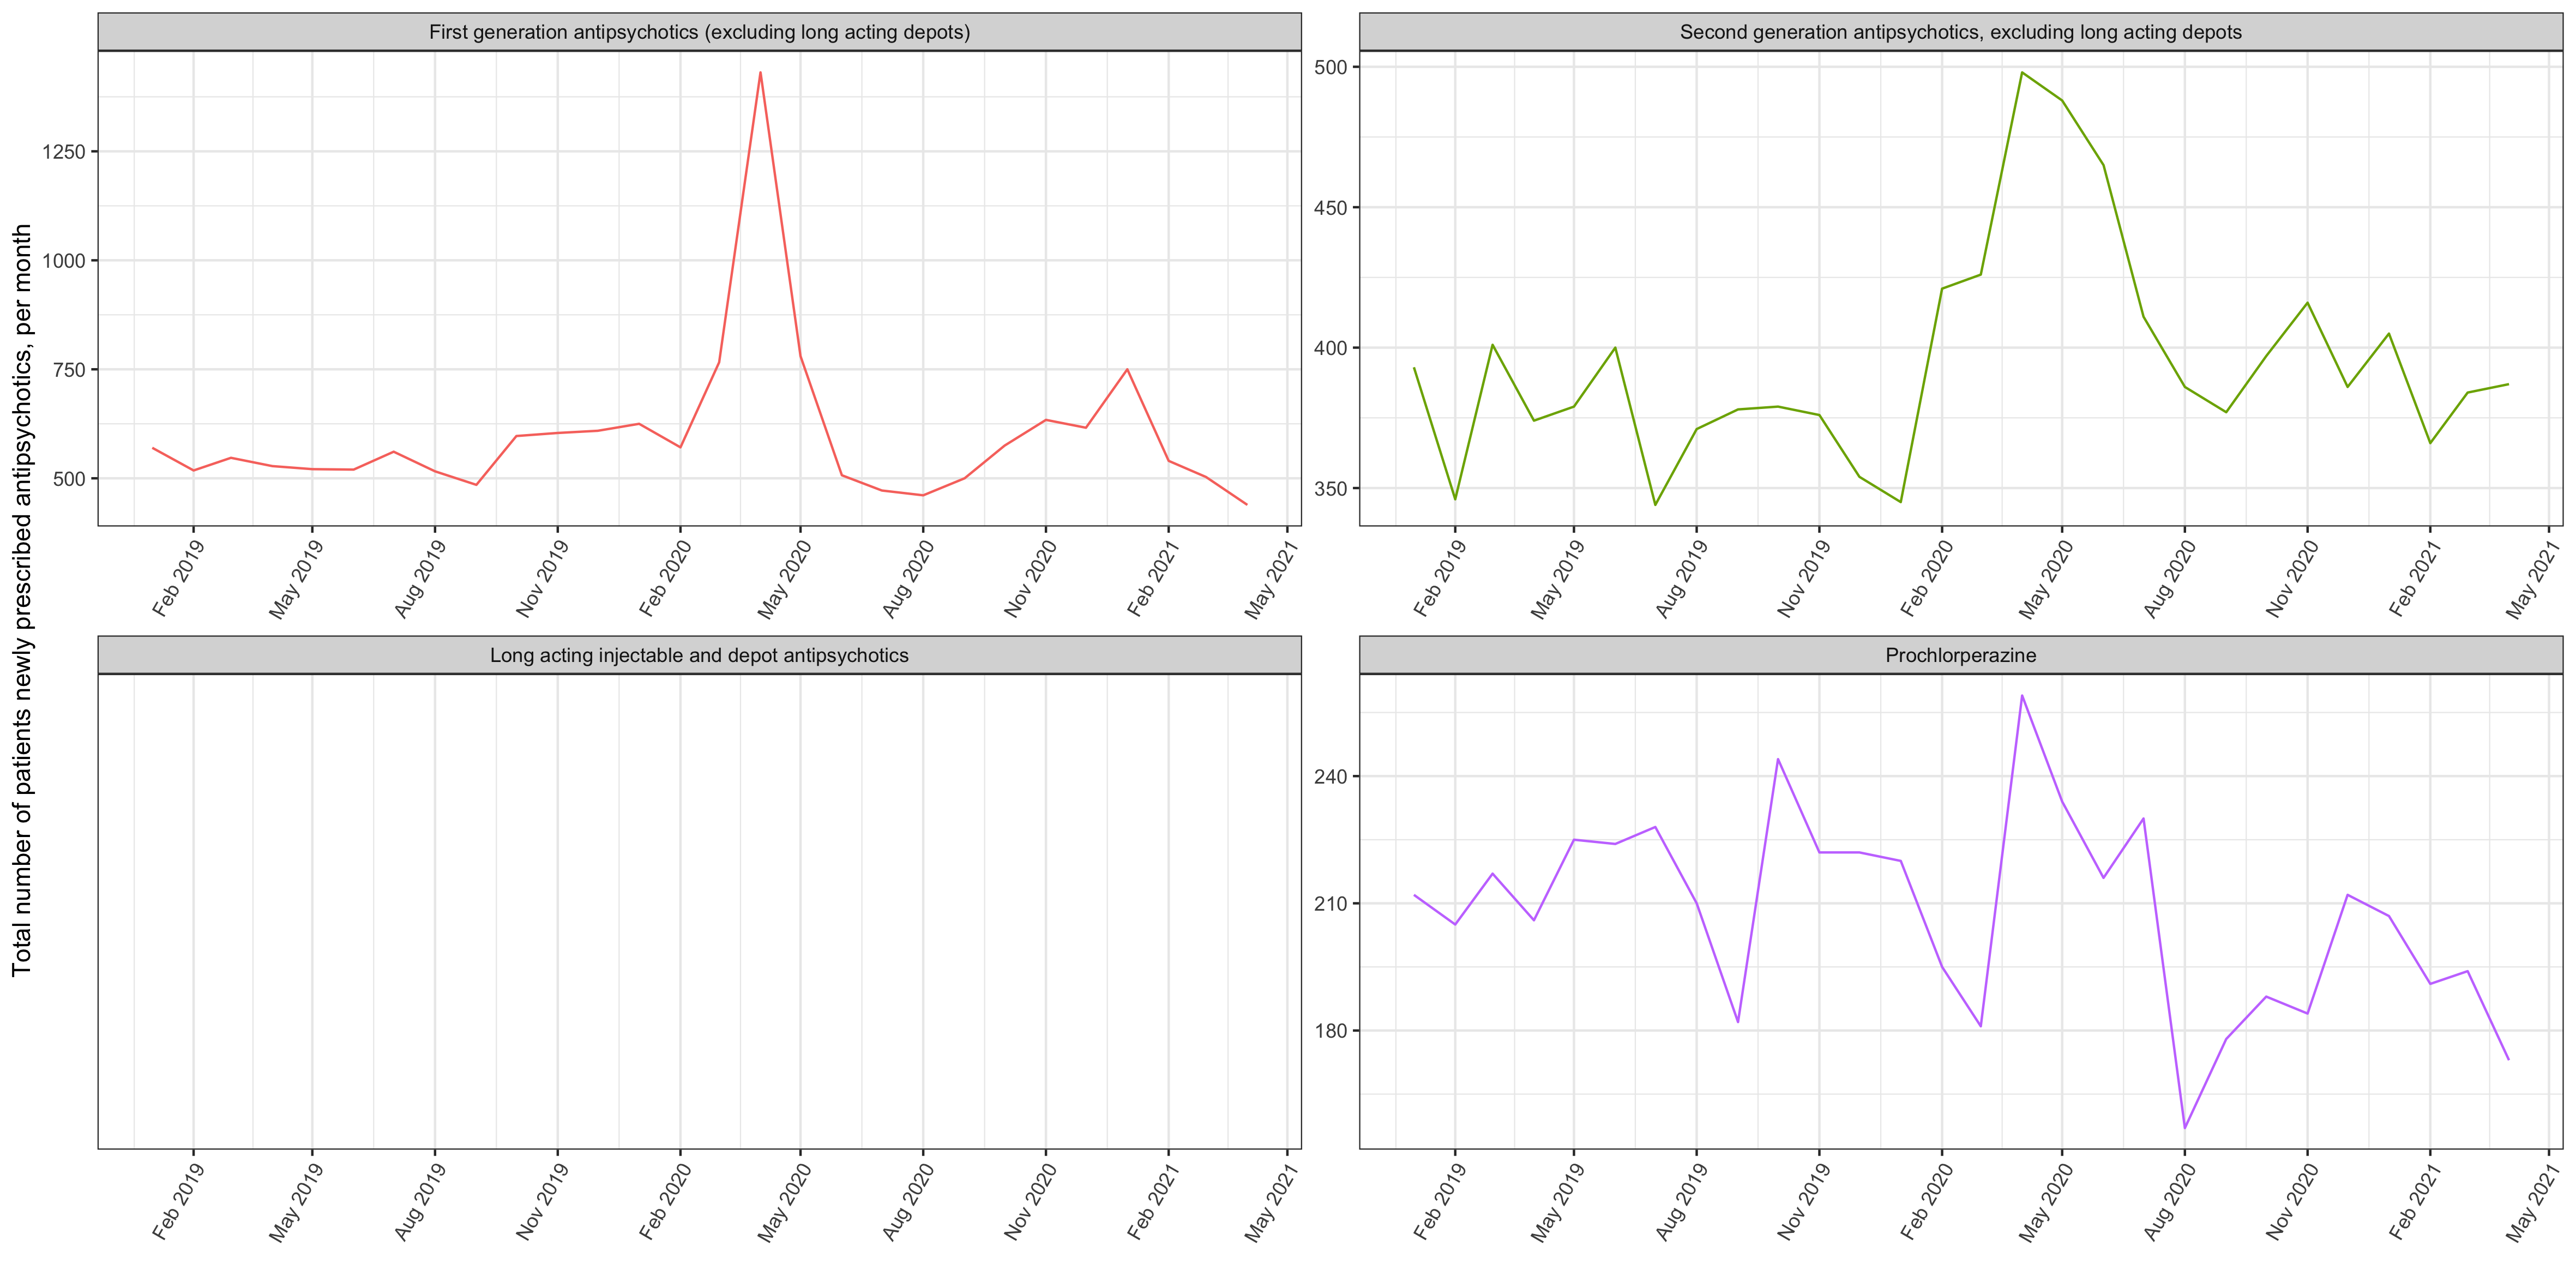 Total number of patients newly prescribed antipsychotics, per month
First generation antipsychotics (excluding long acting depots)
1250
1000
750
500
Feb 2019
May 2019
Aug 2019
Nov 2019
Feb 2020
May 2020
Aug 2020
Nov 2020
Feb 2021
May 2021
Second generation antipsychotics, excluding long acting depots
500
450
400
350
Feb 2019
May 2019
Aug 2019
Nov 2019
Feb 2020
May 2020
Aug 2020
Nov 2020
Feb 2021
May 2021
Long acting injectable and depot antipsychotics
Feb 2019
May 2019
Aug 2019
Nov 2019
Feb 2020
May 2020
Aug 2020
Nov 2020
Feb 2021
May 2021
Prochlorperazine
240
210
180
Feb 2019
May 2019
Aug 2019
Nov 2019
Feb 2020
May 2020
Aug 2020
Nov 2020
Feb 2021
May 2021